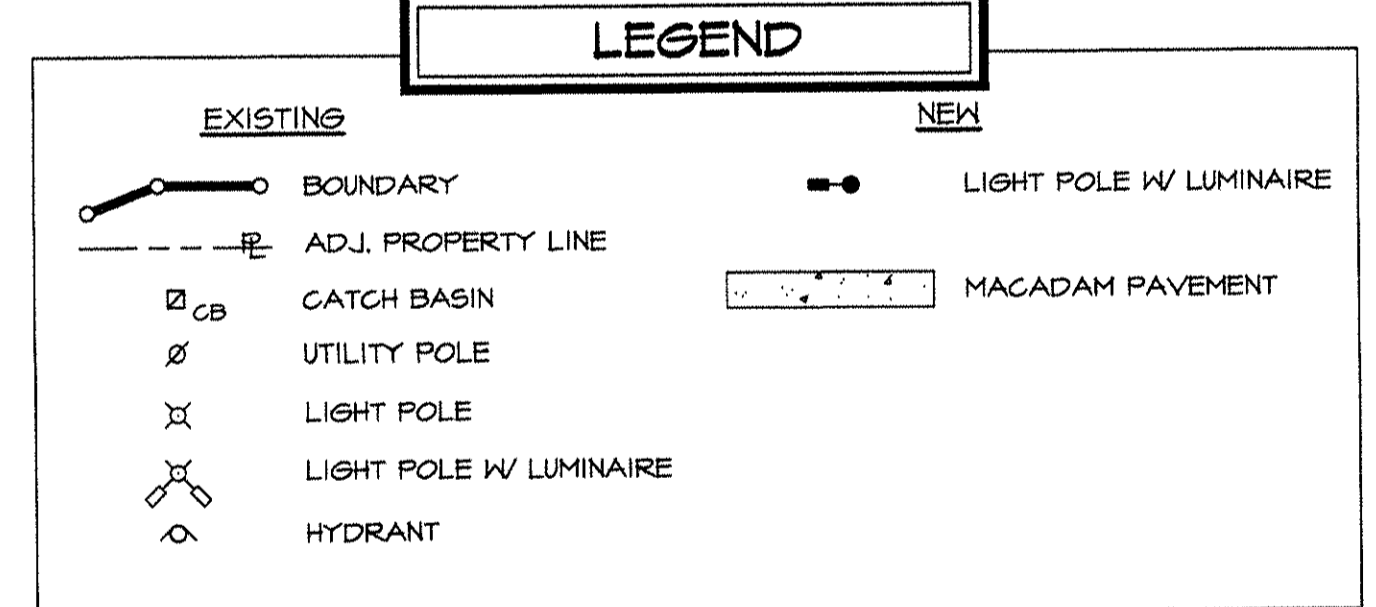 LEGEND
EXISTING
BOUNDARY
PL ADJ. PROPERTY LINE
CB CATCH BASIN
UTILITY POLE
LIGHT POLE
LIGHT POLE W/ LUMINAIRE
HYDRANT
NEW
LIGHT POLE W/ LUMINAIRE
MACADAM PAVEMENT